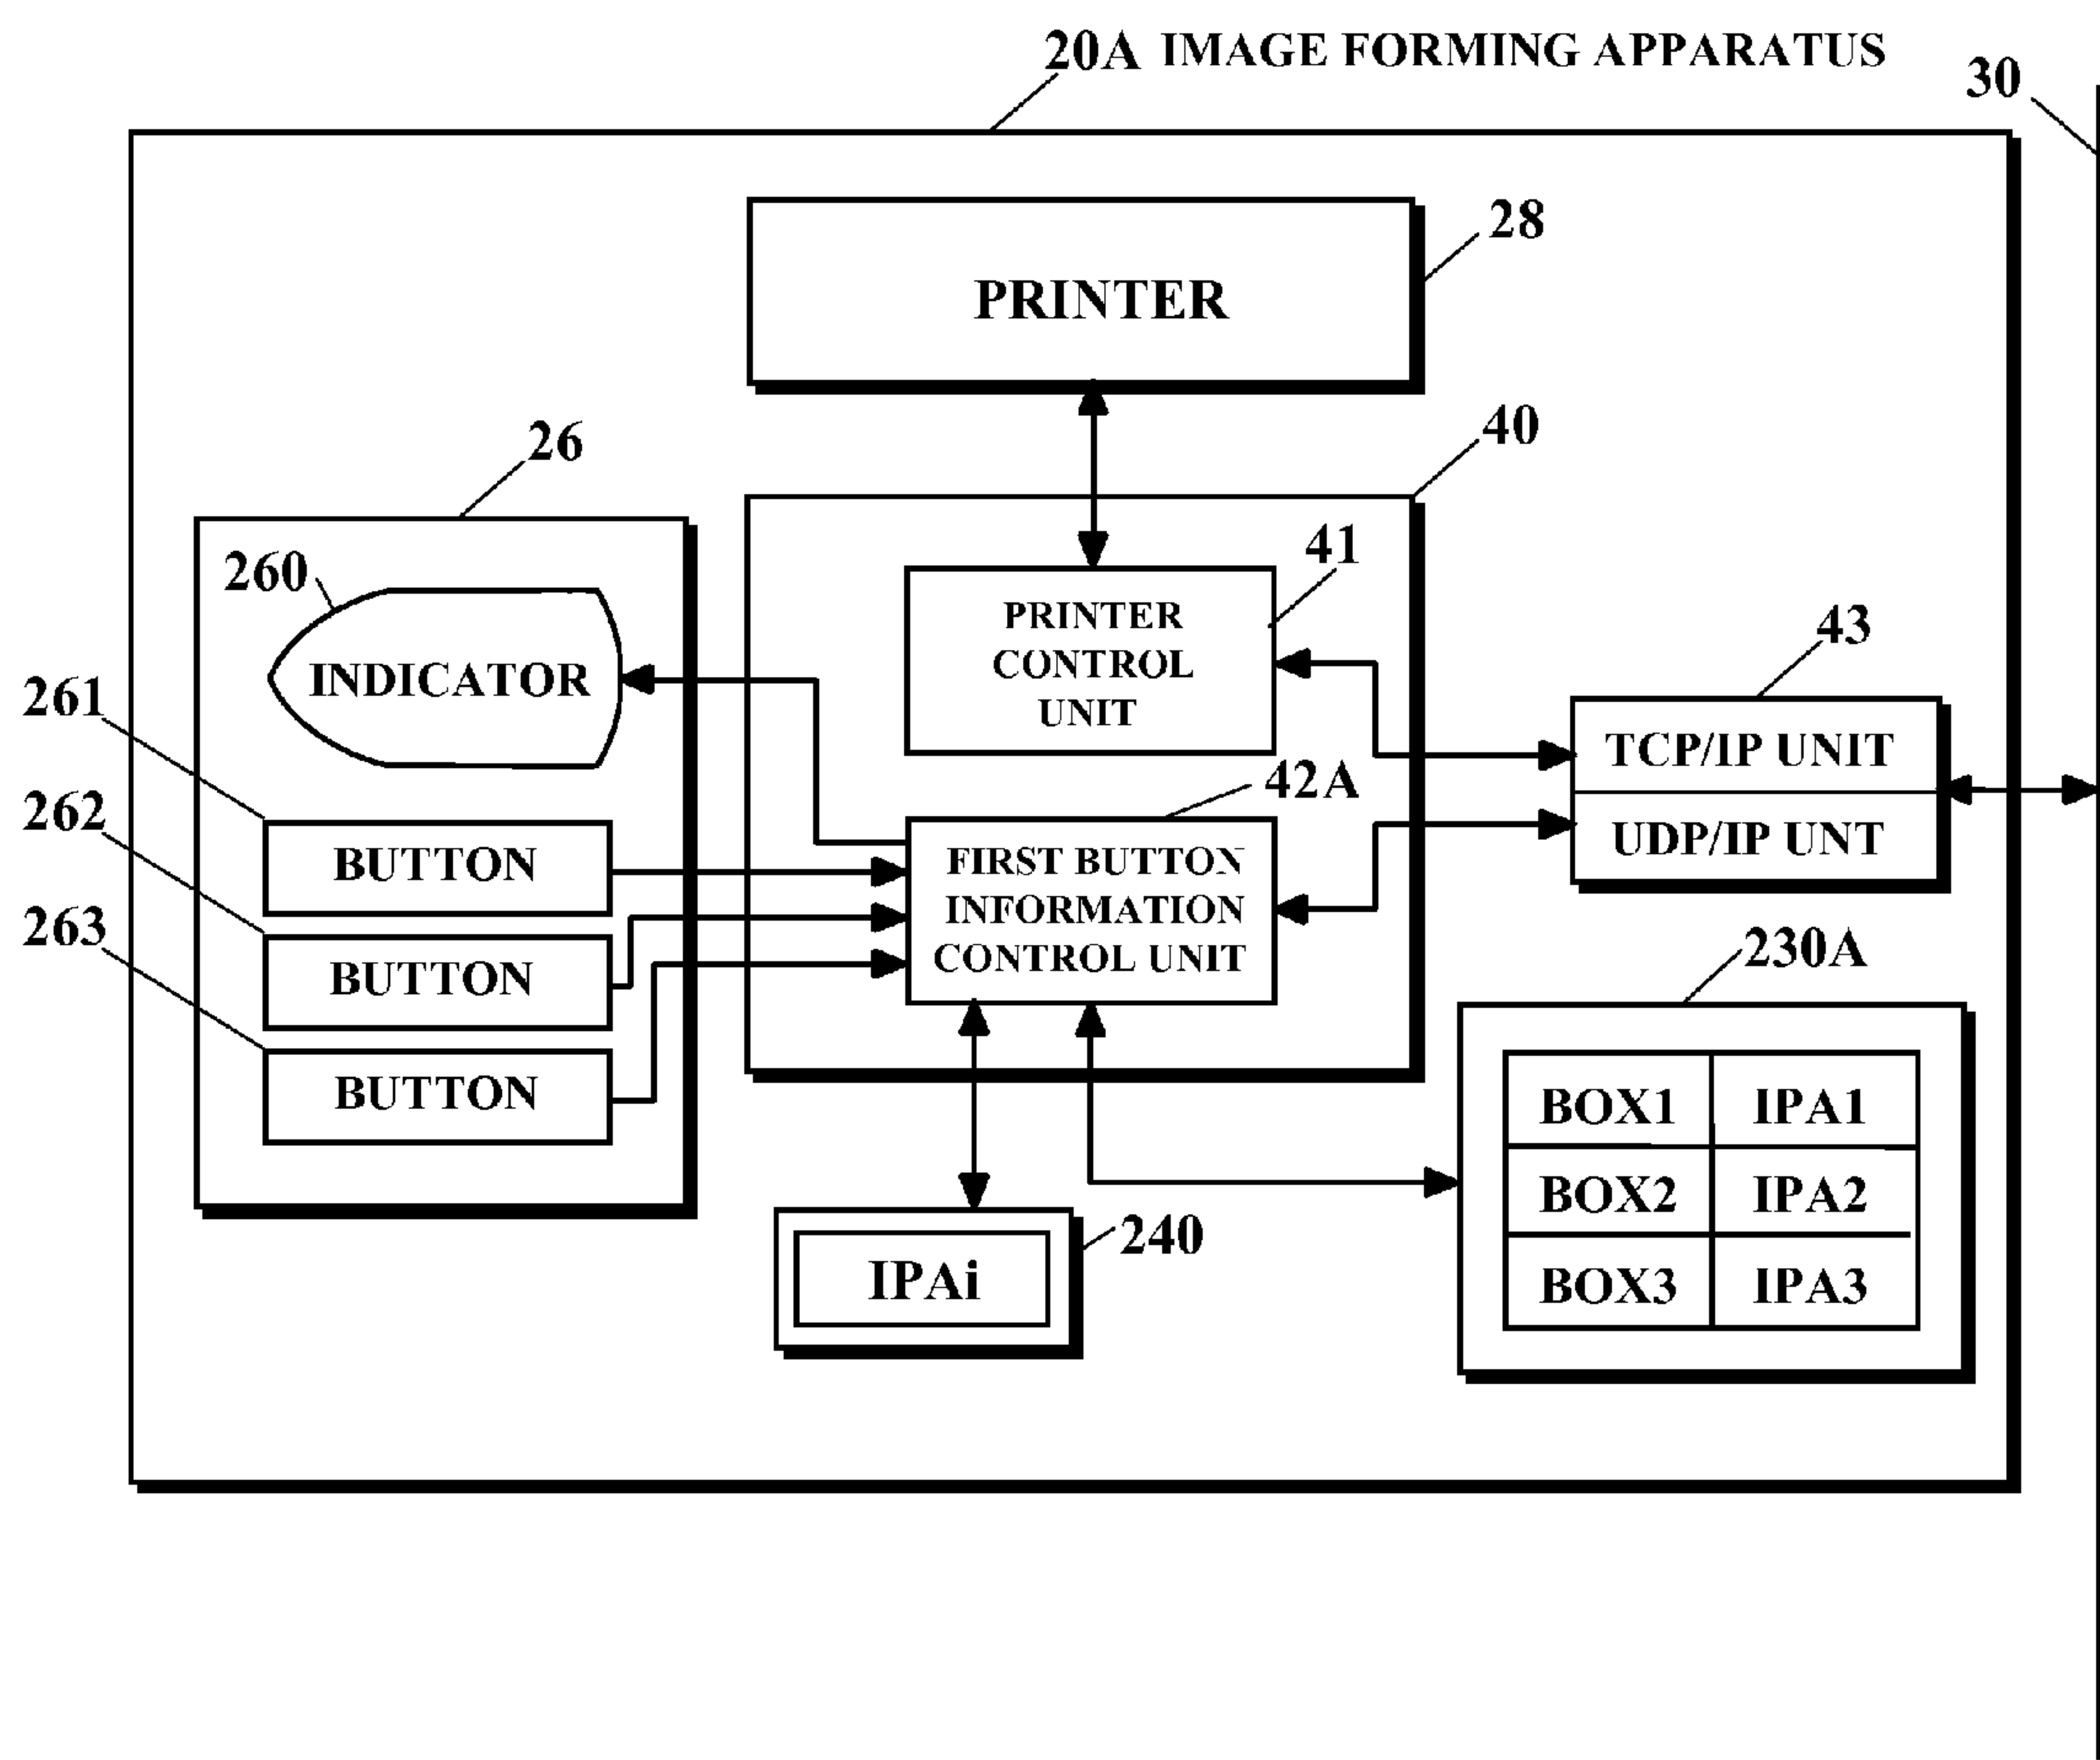 20A IMAGE FORMING APPARATUS
30
28
PRINTER
40
26
41
260
PRINTER
CONTROL
UNIT
43
INDICATOR
261
TCP/IP UNIT
42A
262
UDP/IP UNT
BUTTON
FIRST BUTTON
INFORMATION
CONTROL UNIT
263
230A
BUTTON
BUTTON
BOX1 IPA1
BOX2 IPA2
240
IPAi
BOX3 IPA3